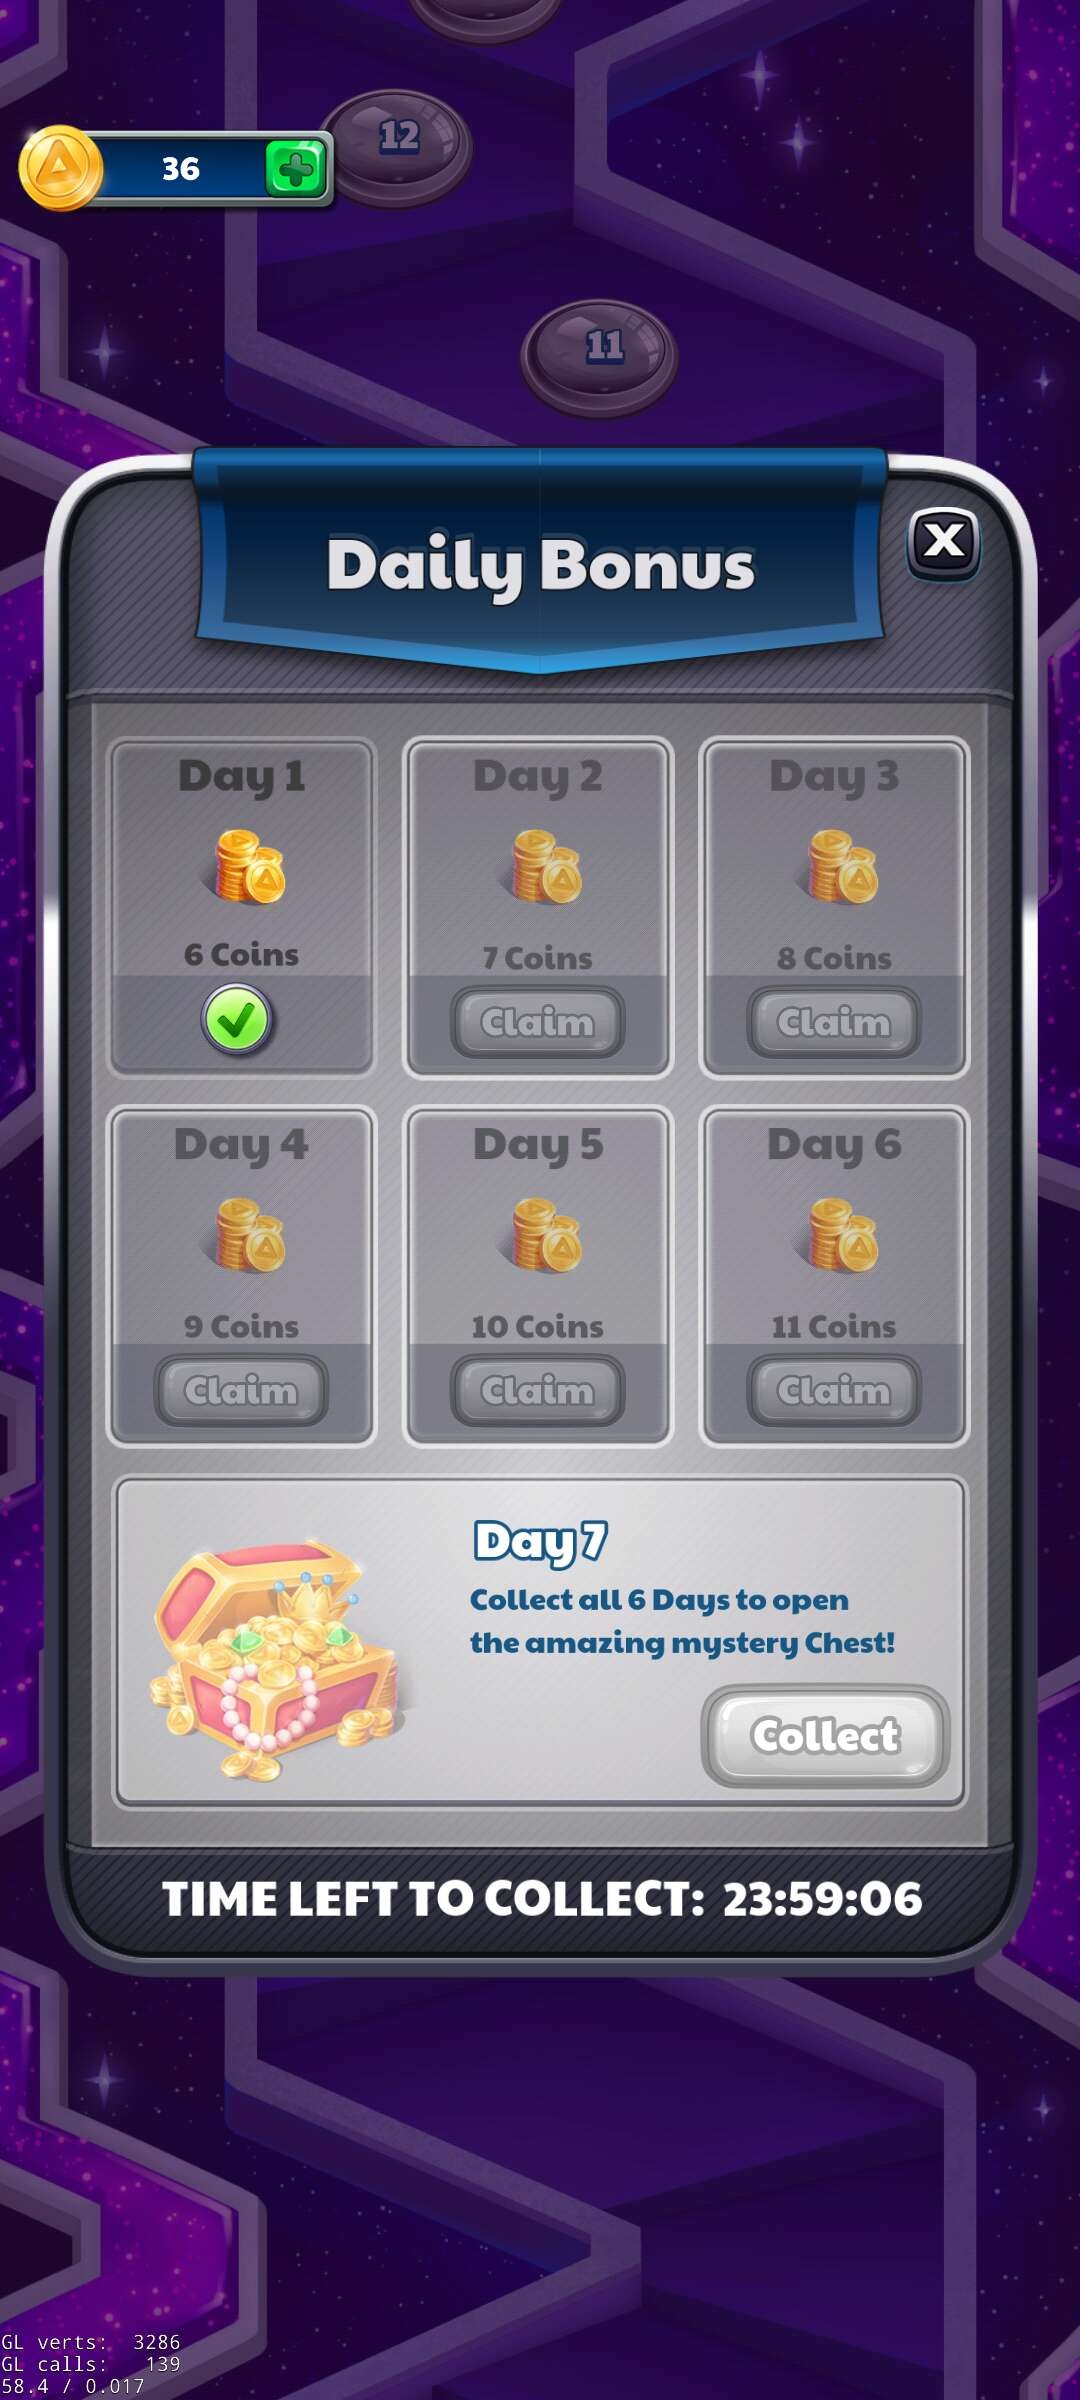 12
36
11
Daily Bonus
X
Day 1
Day 2
Day 3
6 Coins
7 Coins
8 Coins
Claim
Claim
Day 4
Day 5
Day 6
9 Coins
10 Coins
11 Coins
Claim
Claim
Claim
Day 7
Collect all 6 Days to open
the amazing mystery Chest!
Collect
TIME LEFT TO COLLECT: 23:59:06
GL verts: 3286
GL calls: 139
58.4 / 0.017